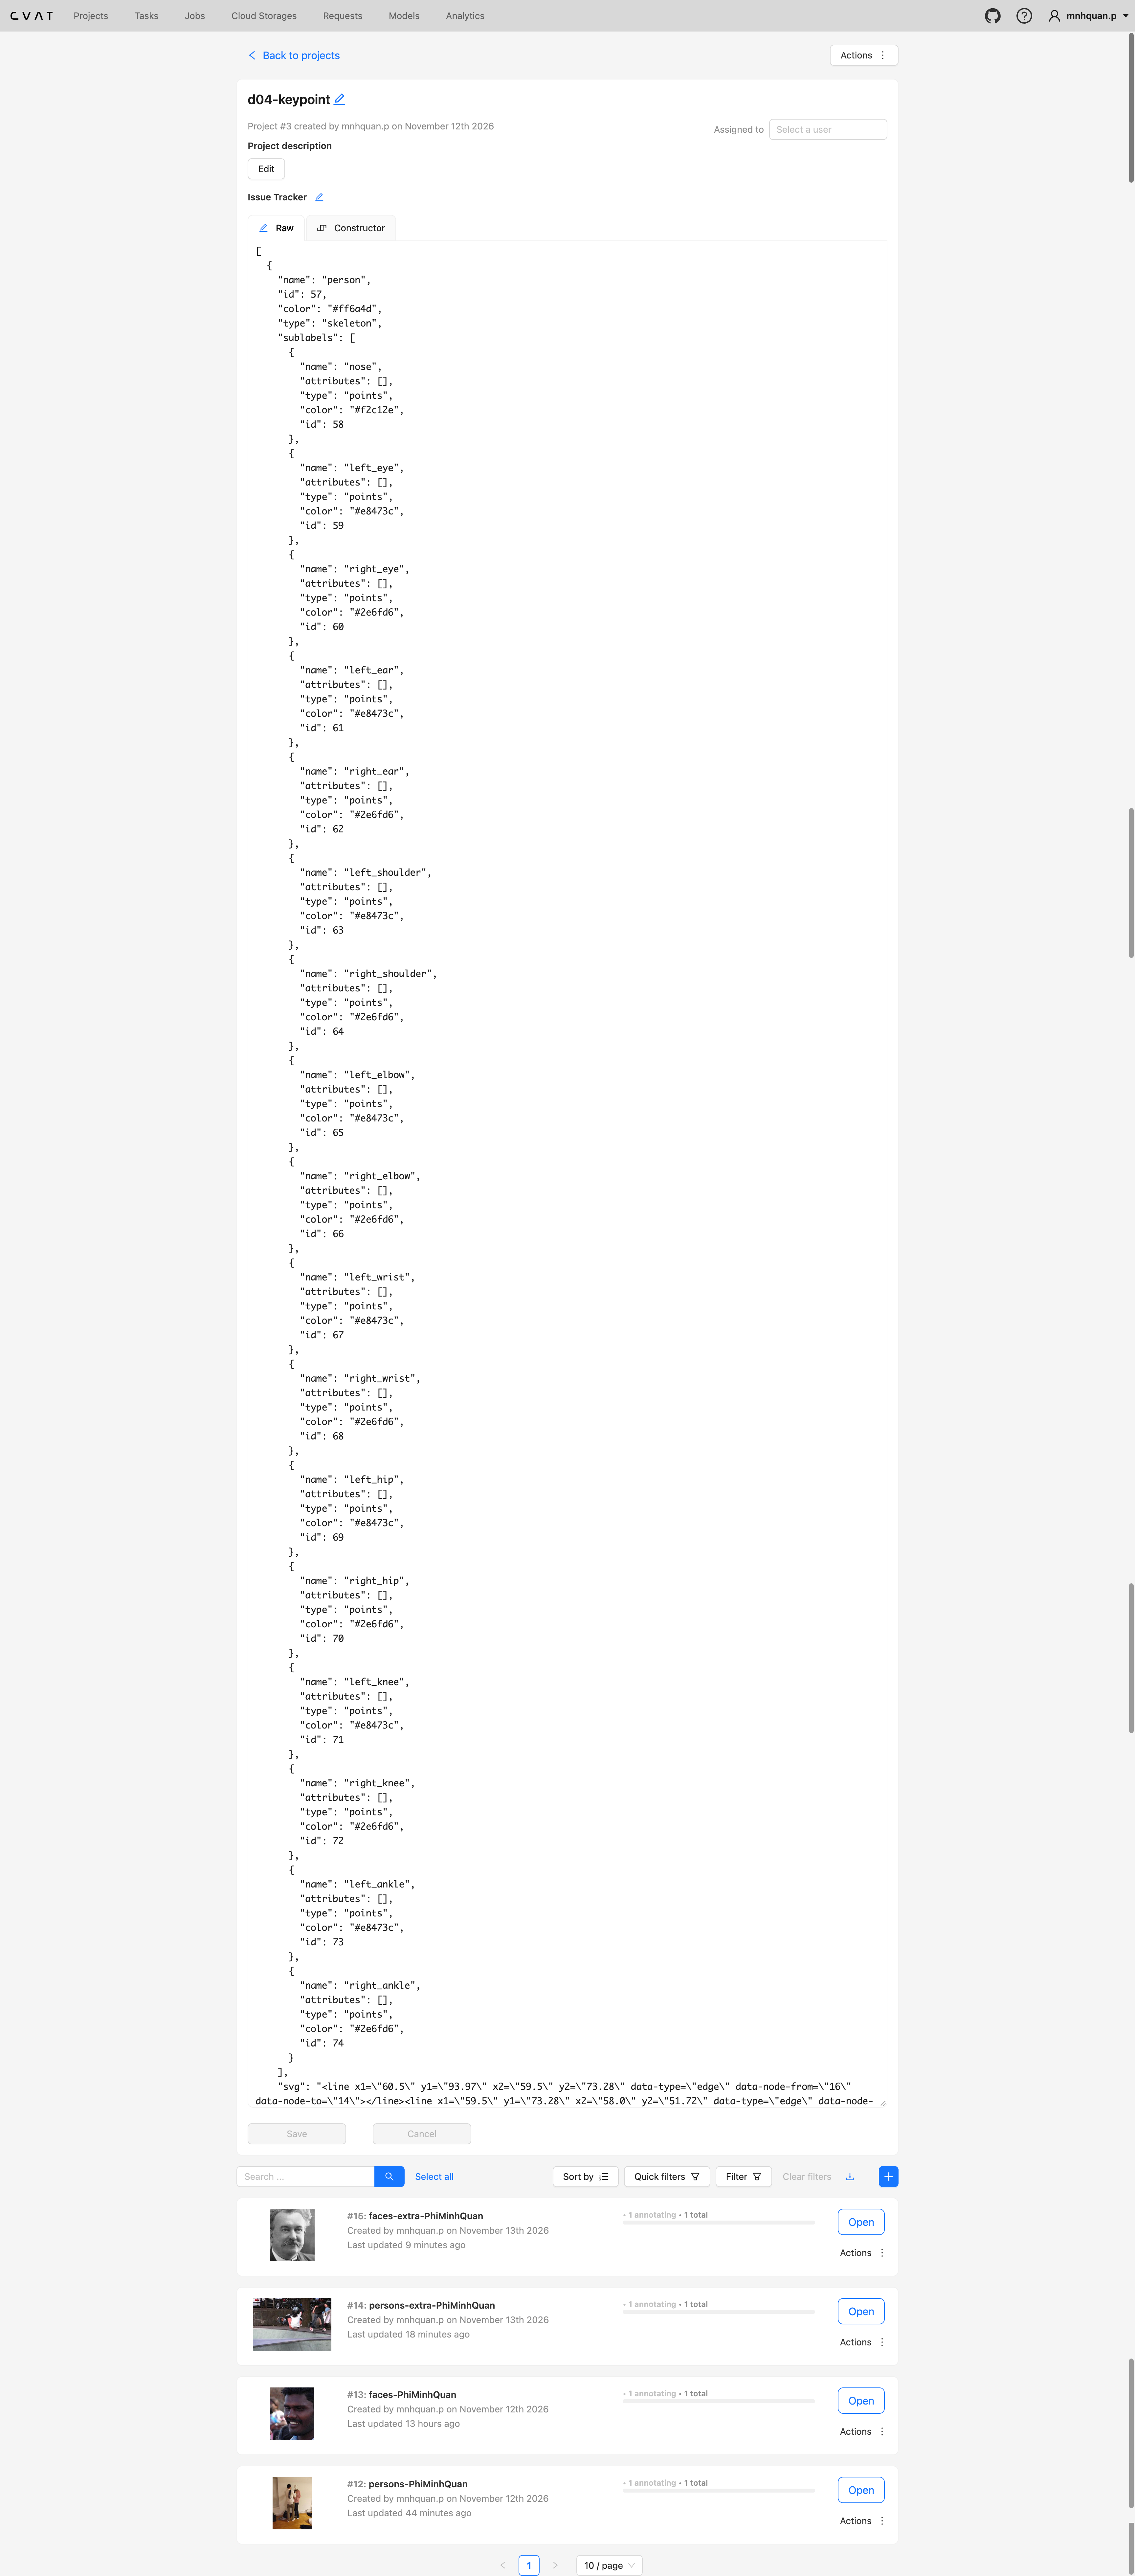 CVAT
Projects
Tasks
Jobs
Cloud Storages
Requests
Models
Analytics
mnhquan.p
Back to projects
Actions
d04-keypoint
Project #3 created by mnhquan.p on November 12th 2026
Assigned to
Select a user
Project description
Edit
Issue Tracker
Raw
Constructor
[
{
"name": "person",
"id": 57,
"color": "#ff6a4d",
"type": "skeleton",
"sublabels": [
{
"name": "nose",
"attributes": [],
"type": "points",
"color": "#f2c12e",
"id": 58
},
{
"name": "left_eye",
"attributes": [],
"type": "points",
"color": "#e8473c",
"id": 59
},
{
"name": "right_eye",
"attributes": [],
"type": "points",
"color": "#2e6fd6",
"id": 60
},
{
"name": "left_ear",
"attributes": [],
"type": "points",
"color": "#e8473c",
"id": 61
},
{
"name": "right_ear",
"attributes": [],
"type": "points",
"color": "#2e6fd6",
"id": 62
},
{
"name": "left_shoulder",
"attributes": [],
"type": "points",
"color": "#e8473c",
"id": 63
},
{
"name": "right_shoulder",
"attributes": [],
"type": "points",
"color": "#2e6fd6",
"id": 64
},
{
"name": "left_elbow",
"attributes": [],
"type": "points",
"color": "#e8473c",
"id": 65
},
{
"name": "right_elbow",
"attributes": [],
"type": "points",
"color": "#2e6fd6",
"id": 66
},
{
"name": "left_wrist",
"attributes": [],
"type": "points",
"color": "#e8473c",
"id": 67
},
{
"name": "right_wrist",
"attributes": [],
"type": "points",
"color": "#2e6fd6",
"id": 68
},
{
"name": "left_hip",
"attributes": [],
"type": "points",
"color": "#e8473c",
"id": 69
},
{
"name": "right_hip",
"attributes": [],
"type": "points",
"color": "#2e6fd6",
"id": 70
},
{
"name": "left_knee",
"attributes": [],
"type": "points",
"color": "#e8473c",
"id": 71
},
{
"name": "right_knee",
"attributes": [],
"type": "points",
"color": "#2e6fd6",
"id": 72
},
{
"name": "left_ankle",
"attributes": [],
"type": "points",
"color": "#e8473c",
"id": 73
},
{
"name": "right_ankle",
"attributes": [],
"type": "points",
"color": "#2e6fd6",
"id": 74
}
],
"svg": "<line x1=\"60.5\" y1=\"93.97\" x2=\"59.5\" y2=\"73.28\" data-type=\"edge\" data-node-from=\"16\"
data-node-to=\"14\"></line><line x1=\"59.5\" y1=\"73.28\" x2=\"58.0\" y2=\"51.72\" data-type=\"edge\" data-node-
Save
Cancel
Search ...
Select all
Sort by
Quick filters
Filter
Clear filters
#15: faces-extra-PhiMinhQuan
Created by mnhquan.p on November 13th 2026
Last updated 9 minutes ago
• 1 annotating • 1 total
Open
Actions
#14: persons-extra-PhiMinhQuan
Created by mnhquan.p on November 13th 2026
Last updated 18 minutes ago
• 1 annotating • 1 total
Open
Actions
#13: faces-PhiMinhQuan
Created by mnhquan.p on November 12th 2026
Last updated 13 hours ago
• 1 annotating • 1 total
Open
Actions
#12: persons-PhiMinhQuan
Created by mnhquan.p on November 12th 2026
Last updated 44 minutes ago
• 1 annotating • 1 total
Open
Actions
1
10 / page